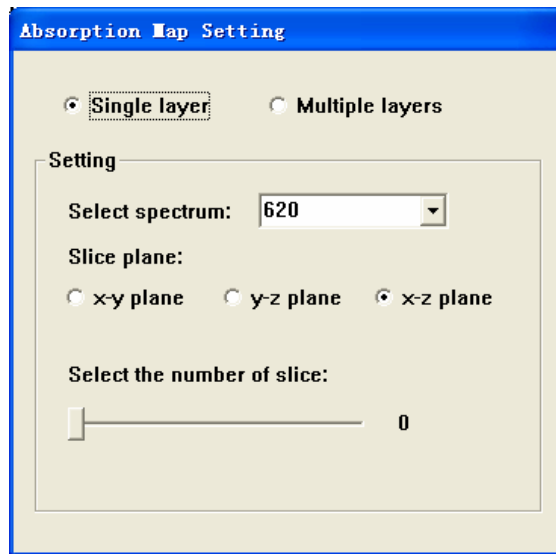 Absorption Map Setting
Single layer Multiple layers
Setting
Select spectrum: 620
Slice plane:
x-y plane y-z plane x-z plane
Select the number of slice:
0